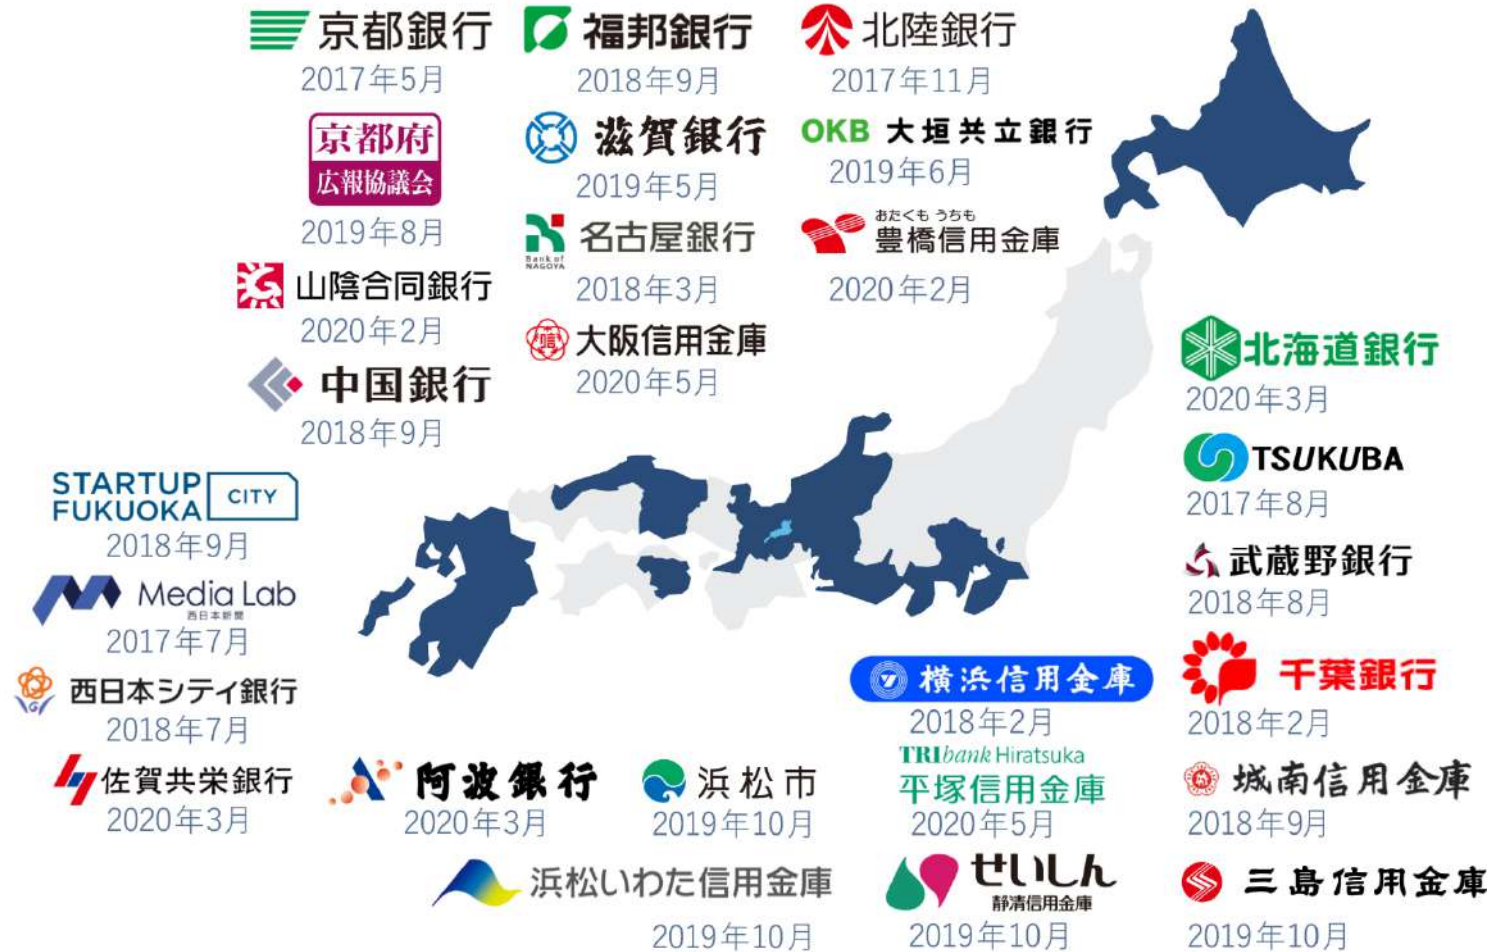 京都銀行
2017年5月
福邦銀行
2018年9月
北陸銀行
2017年11月
京都府
広報協議会
2019年8月
滋賀銀行
2019年5月
OKB 大垣共立銀行
2019年6月
Bank of
NAGOYA
名古屋銀行
2018年3月
おたくも うちも
豊橋信用金庫
2020年2月
山陰合同銀行
2020年2月
信
大阪信用金庫
2020年5月
中国銀行
2018年9月
北海道銀行
2020年3月
TSUKUBA
2017年8月
武蔵野銀行
2018年8月
千葉銀行
2018年2月
城南信用金庫
2018年9月
三島信用金庫
2019年10月
STARTUP
FUKUOKA
CITY
2018年9月
Media Lab
西日本新聞
2017年7月
西日本シティ銀行
2018年7月
佐賀共栄銀行
2020年3月
阿波銀行
2020年3月
浜松市
2019年10月
横浜信用金庫
2018年2月
TRIbank Hiratsuka
平塚信用金庫
2020年5月
浜松いわた信用金庫
2019年10月
せいしん
静清信用金庫
2019年10月